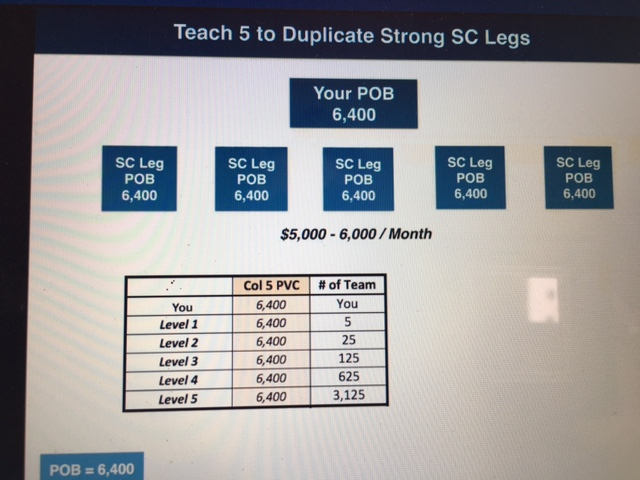 Teach 5 to Duplicate Strong SC Legs
Your POB
6,400
SC Leg
POB
6,400
SC Leg
POB
6,400
SC Leg
POB
6,400
SC Leg
POB
6,400
SC Leg
POB
6,400
$5,000 - 6,000 / Month
Col 5 PVC # of Team
You 6,400 You
Level 1 6,400 5
Level 2 6,400 25
Level 3 6,400 125
Level 4 6,400 625
Level 5 6,400 3,125
POB = 6,400